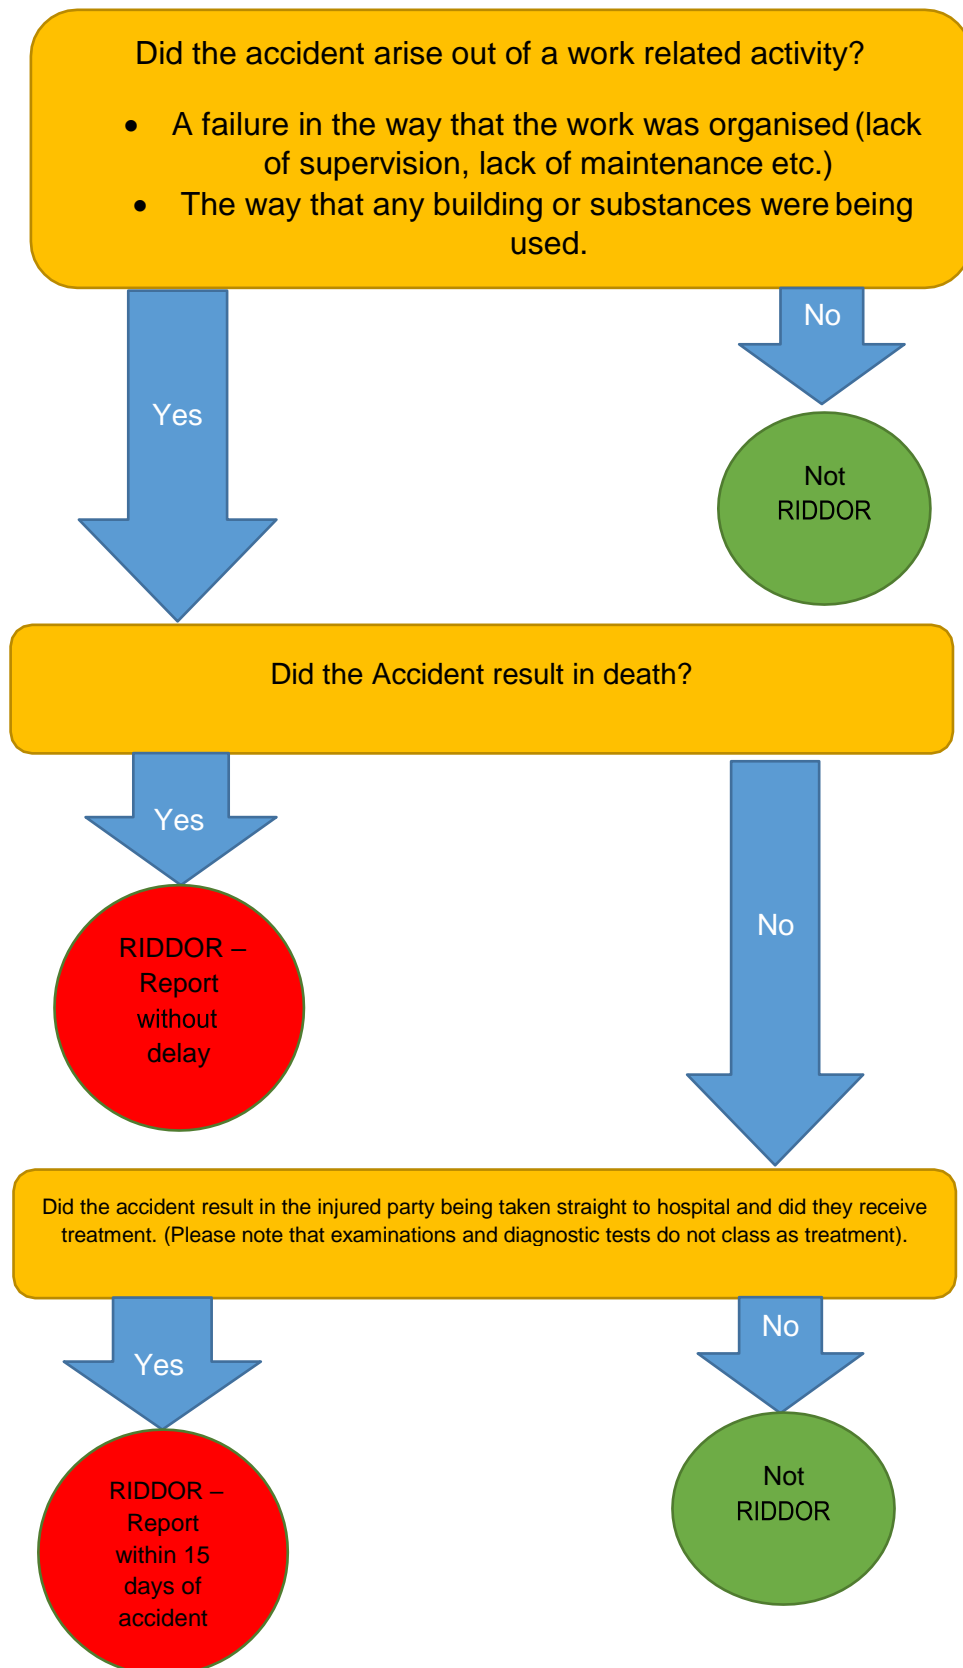 Did the accident arise out of a work related activity?
• A failure in the way that the work was organised (lack
of supervision, lack of maintenance etc.)
• The way that any building or substances were being
used.
No
Yes
Not
RIDDOR
Did the Accident result in death?
Yes
No
RIDDOR –
Report
without
delay
Did the accident result in the injured party being taken straight to hospital and did they receive
treatment. (Please note that examinations and diagnostic tests do not class as treatment).
No
Yes
Not
RIDDOR
RIDDOR –
Report
within 15
days of
accident